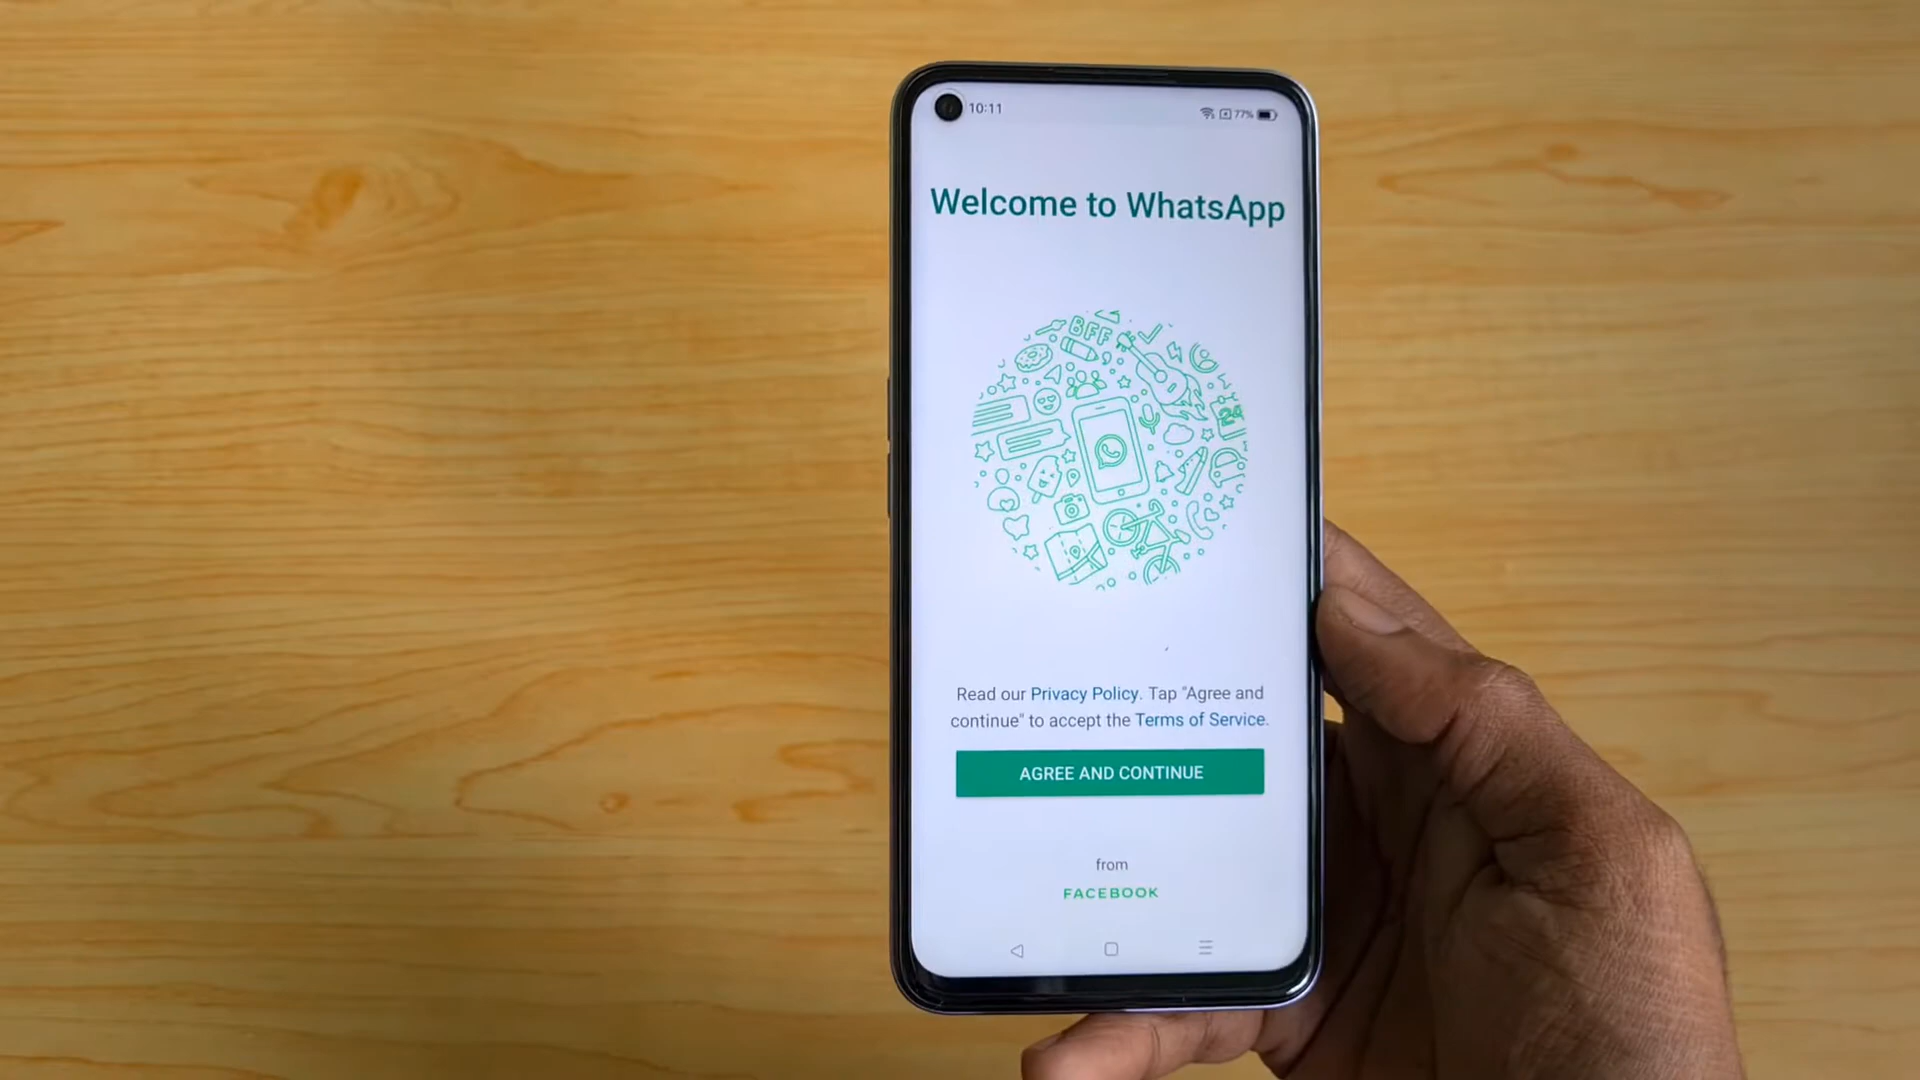 10:11
77%
Welcome to WhatsApp
BFF
24
Read our Privacy Policy. Tap "Agree and
continue" to accept the Terms of Service.
AGREE AND CONTINUE
from
FACEBOOK